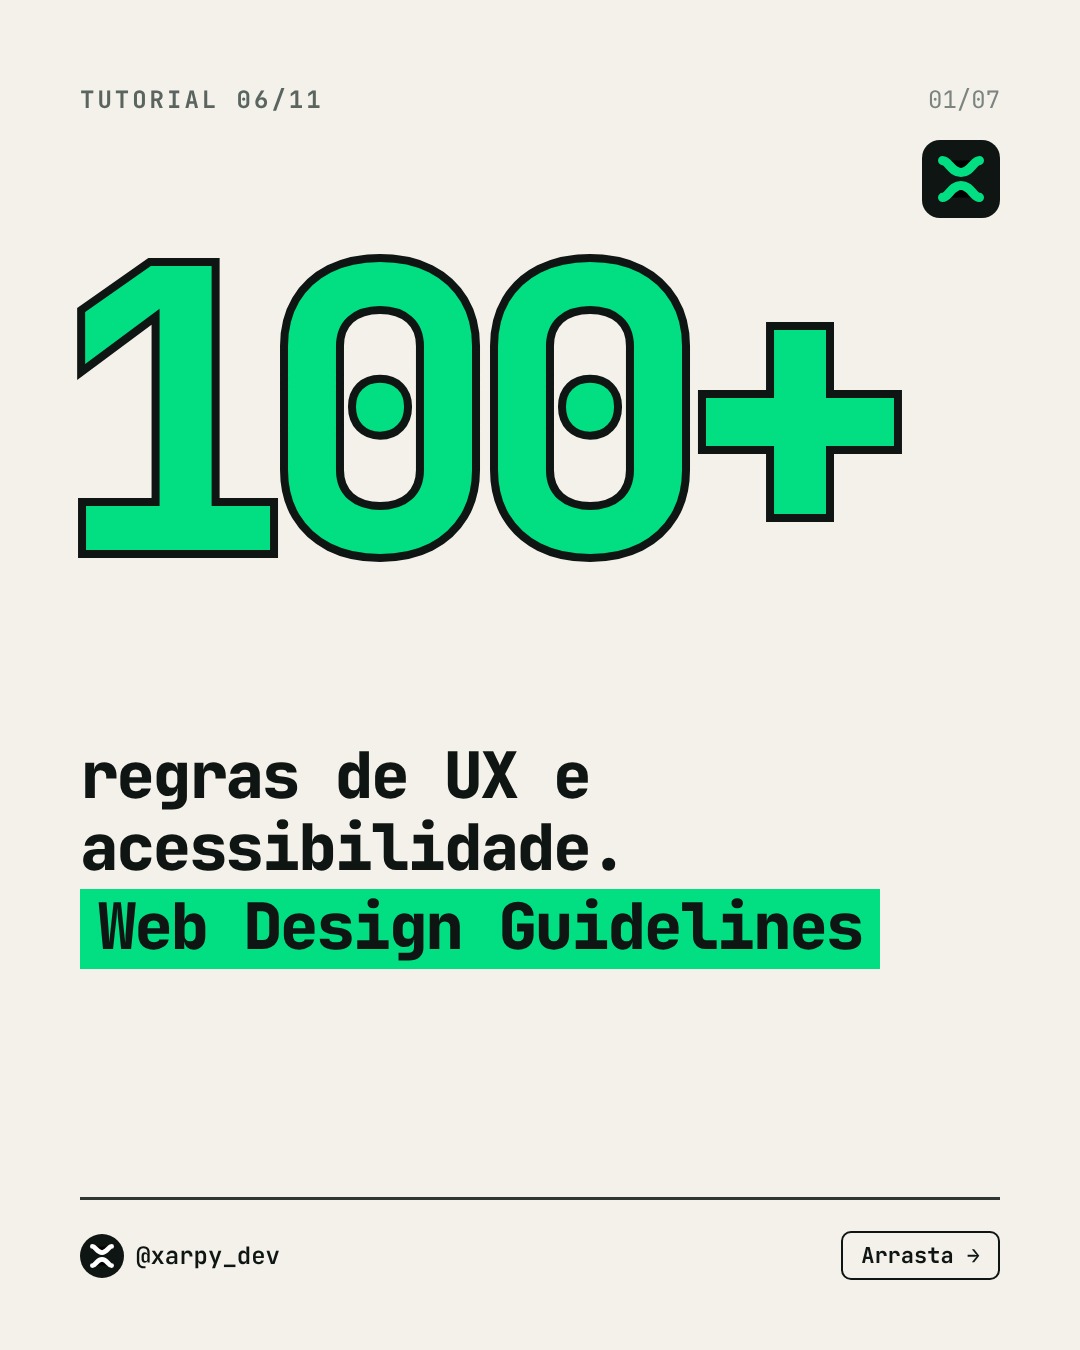 TUTORIAL 06/11
01/07
100+
regras de UX e
acessibilidade.
Web Design Guidelines
@xarpy_dev
Arrasta →